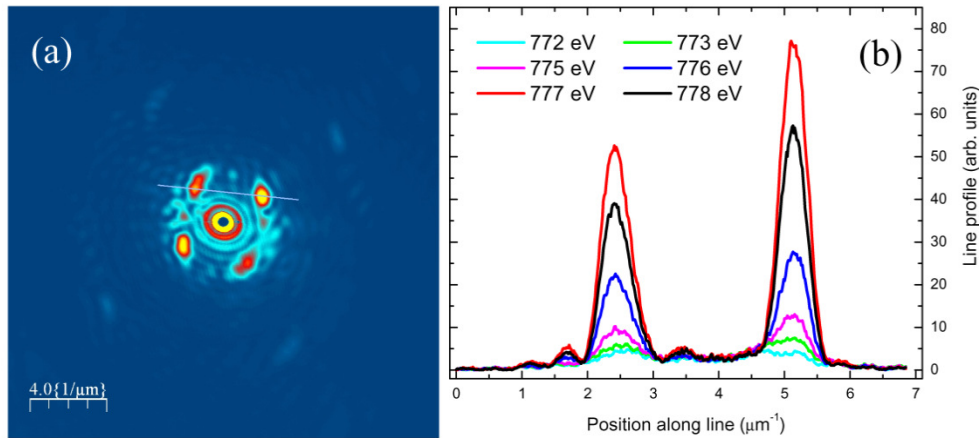 (a)
4.0{1/μm}
(b)
772 eV 773 eV
775 eV 776 eV
777 eV 778 eV
80
70
60
50
40
30
20
10
0
Line profile (arb. units)
0 1 2 3 4 5 6 7
Position along line (μm⁻¹)